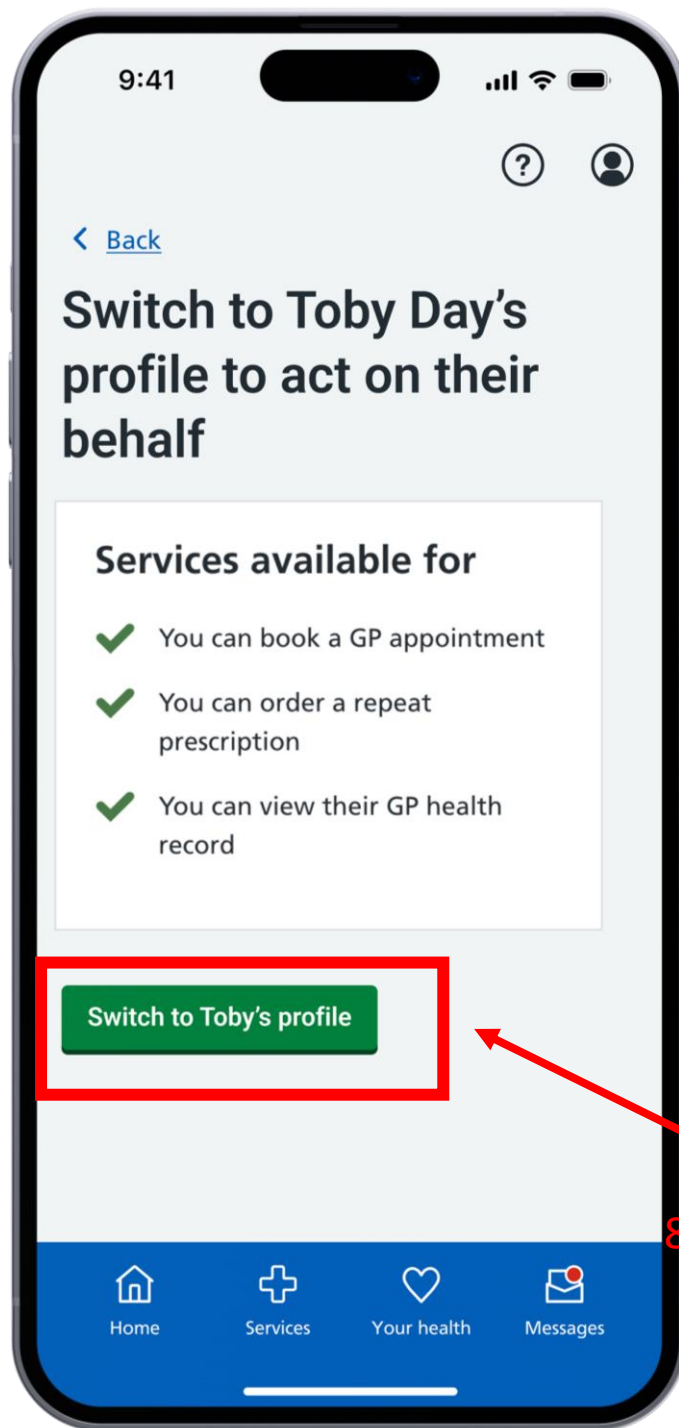 9:41
?
Back
Switch to Toby Day’s
profile to act on their
behalf
Services available for
You can book a GP appointment
You can order a repeat
prescription
You can view their GP health
record
Switch to Toby’s profile
Home Services Your health Messages